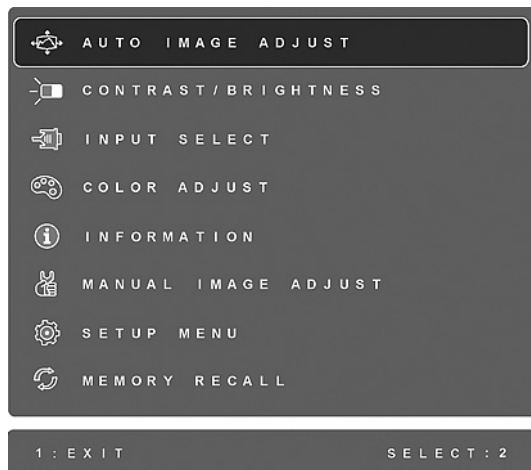 AUTO IMAGE ADJUST
CONTRAST/BRIGHTNESS
INPUT SELECT
COLOR ADJUST
INFORMATION
MANUAL IMAGE ADJUST
SETUP MENU
MEMORY RECALL
1:EXIT SELECT:2